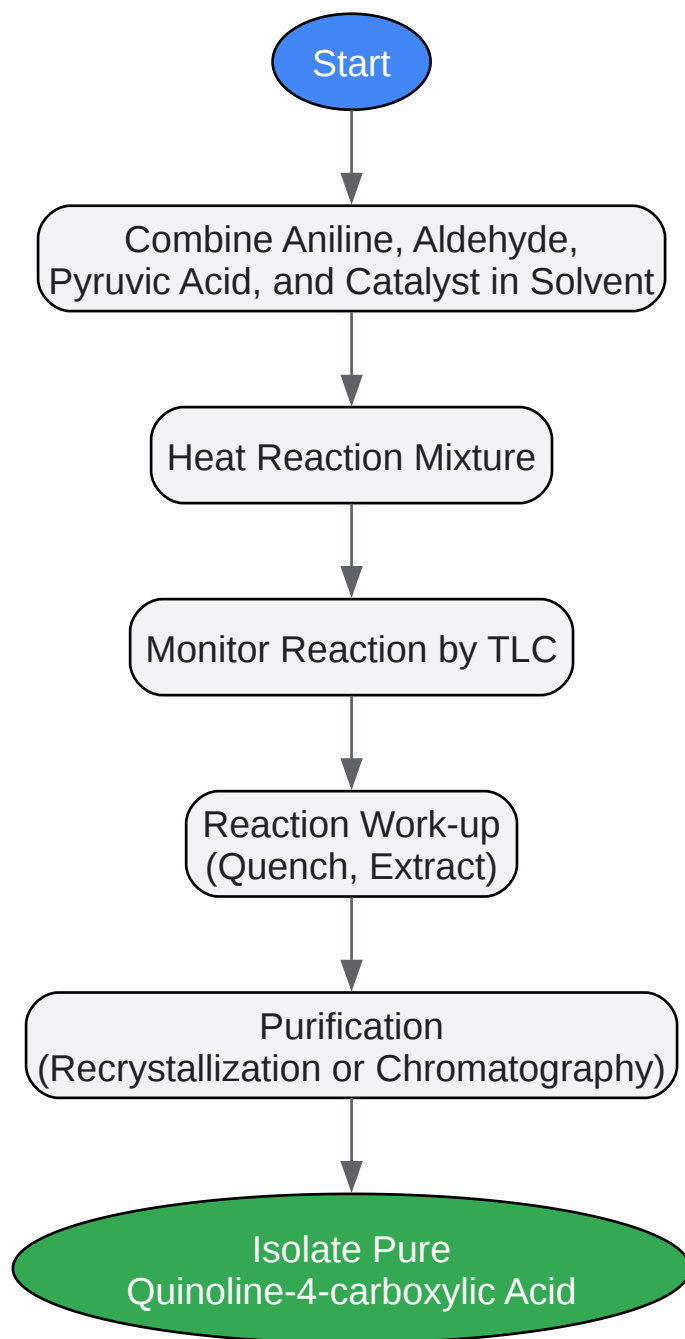 Start
Combine Aniline, Aldehyde,
Pyruvic Acid, and Catalyst in Solvent
Heat Reaction Mixture
Monitor Reaction by TLC
Reaction Work-up
(Quench, Extract)
Purification
(Recrystallization or Chromatography)
Isolate Pure
Quinoline-4-carboxylic Acid